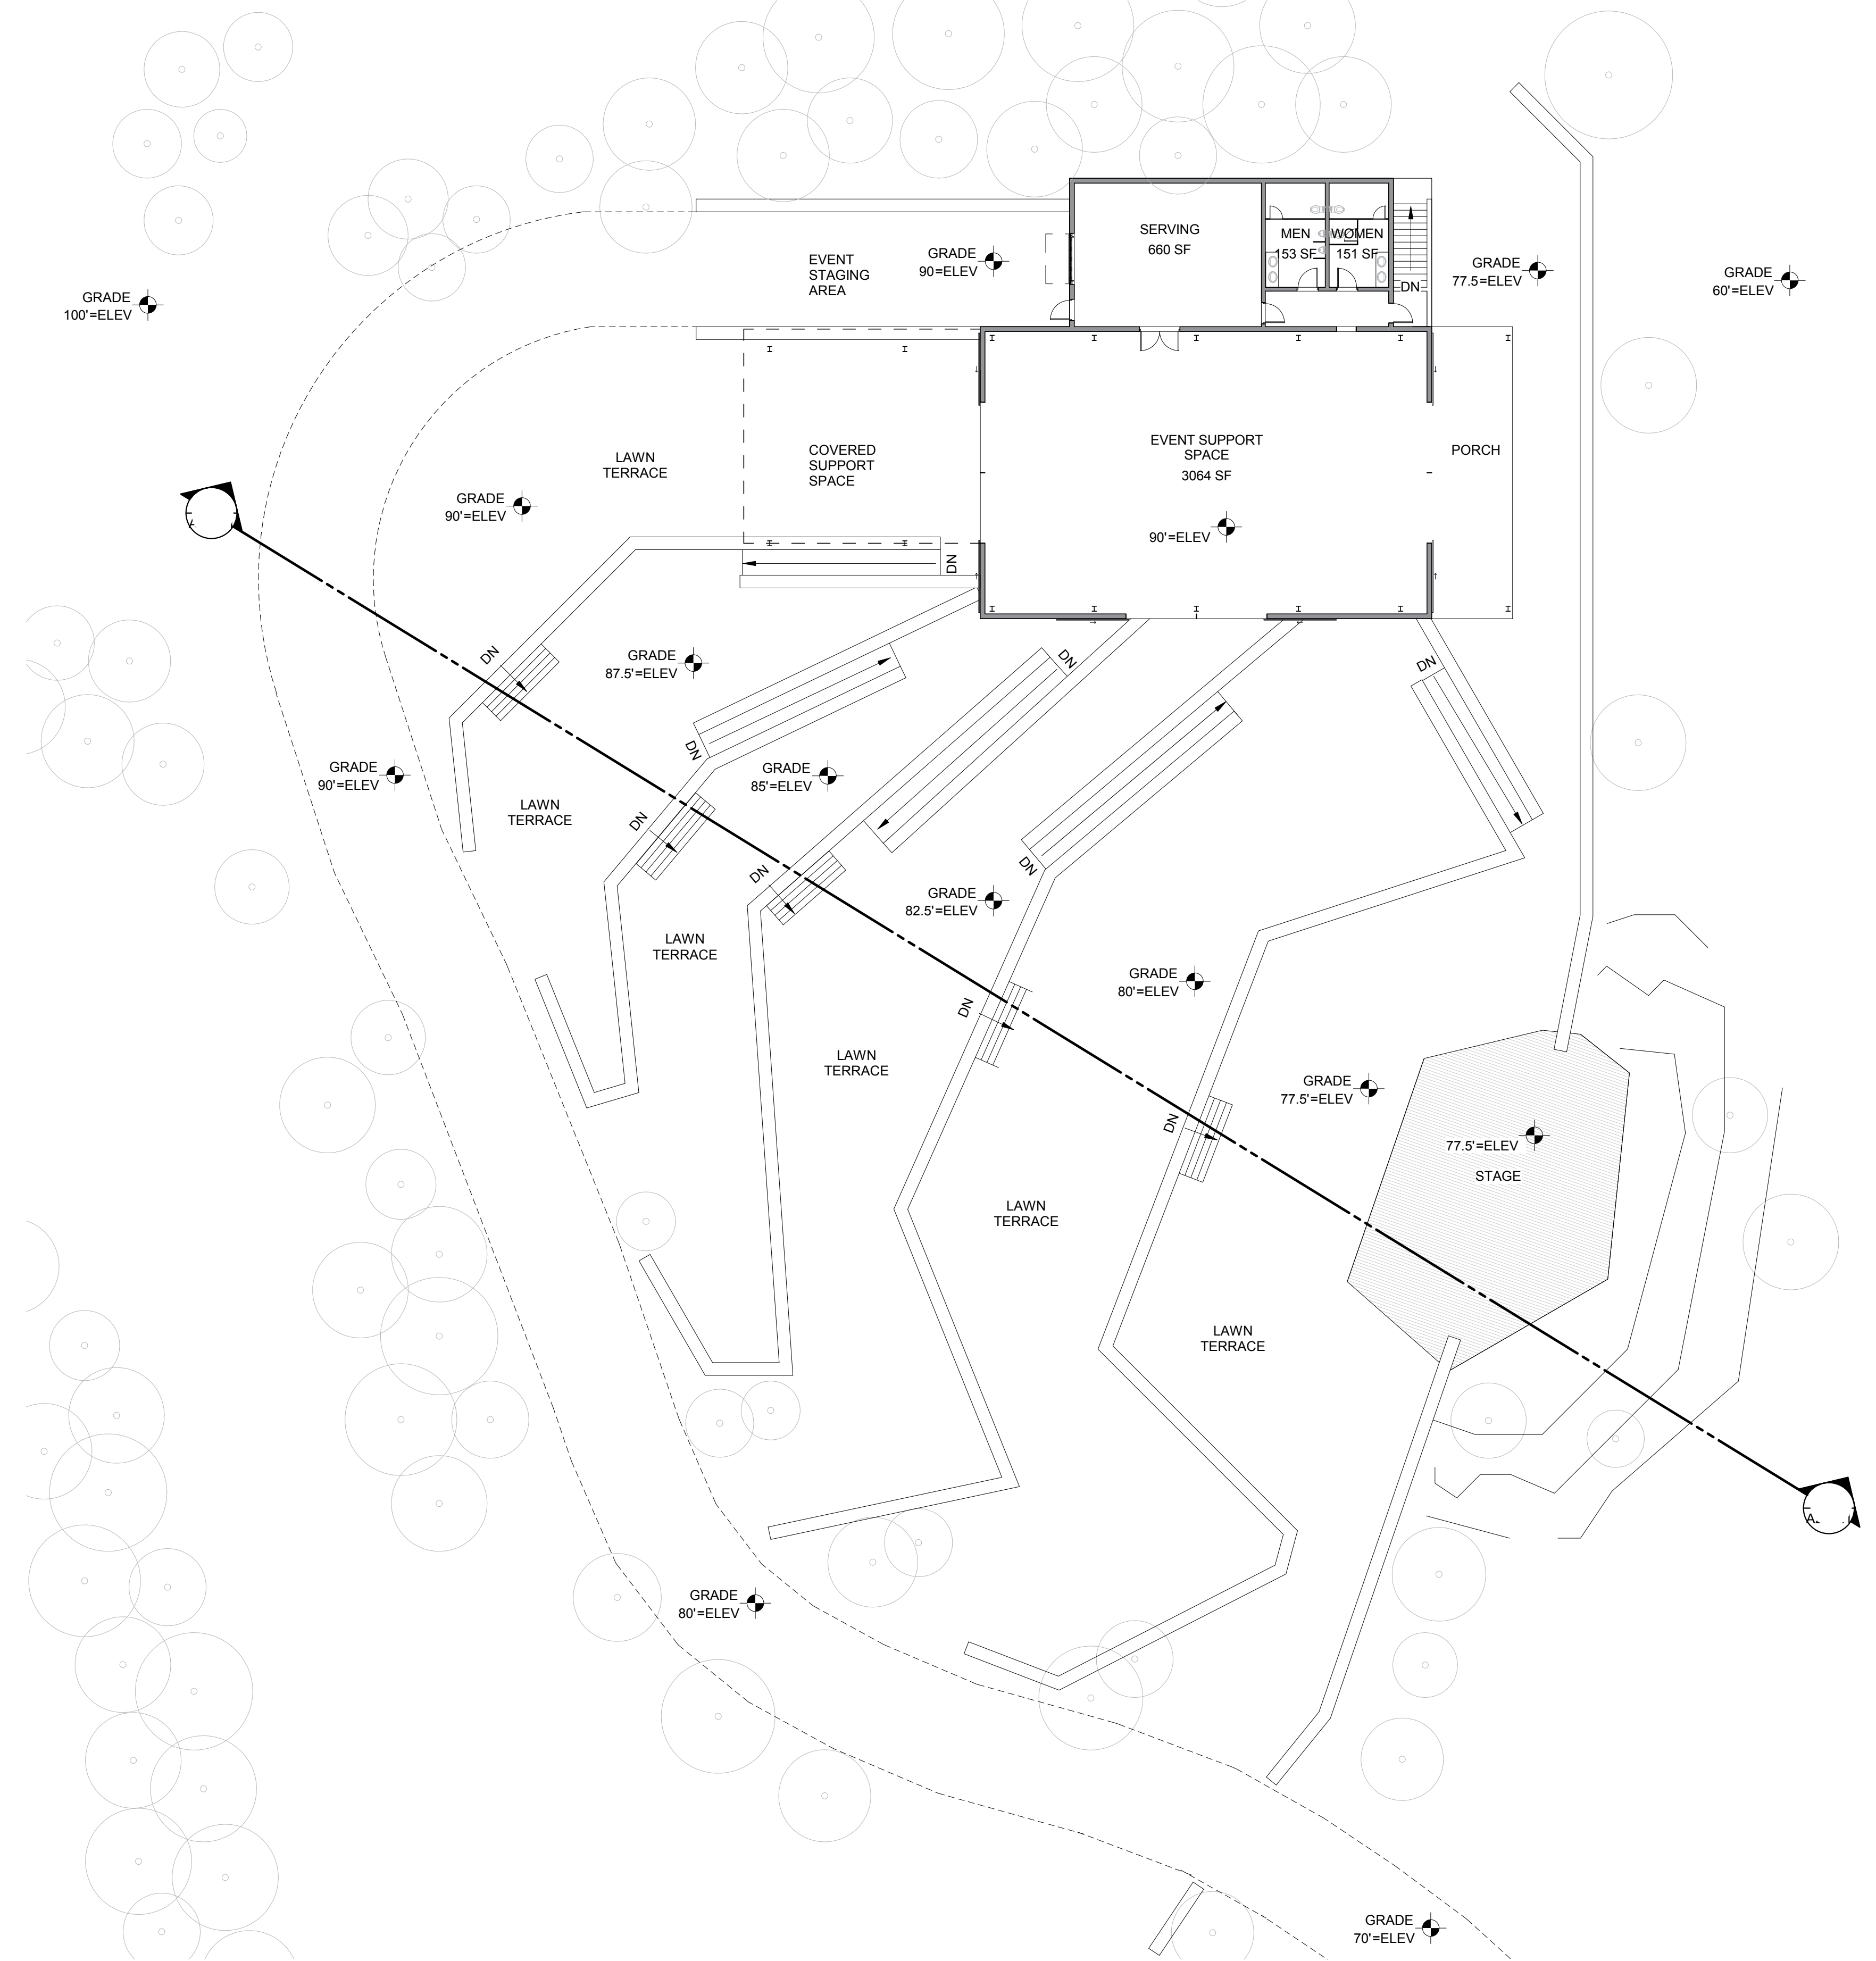 SERVING
660 SF
MEN
153 SF
WOMEN
151 SF
DN
EVENT
STAGING
AREA
GRADE
90=ELEV
GRADE
77.5=ELEV
GRADE
60'=ELEV
GRADE
100'=ELEV
LAWN
TERRACE
GRADE
90'=ELEV
COVERED
SUPPORT
SPACE
EVENT SUPPORT
SPACE
3064 SF
90'=ELEV
PORCH
DN
DN
GRADE
87.5'=ELEV
DN
DN
DN
GRADE
90'=ELEV
LAWN
TERRACE
DN
GRADE
85'=ELEV
DN
DN
GRADE
82.5'=ELEV
LAWN
TERRACE
GRADE
80'=ELEV
DN
LAWN
TERRACE
GRADE
77.5'=ELEV
DN
77.5'=ELEV
STAGE
LAWN
TERRACE
LAWN
TERRACE
GRADE
80'=ELEV
GRADE
70'=ELEV